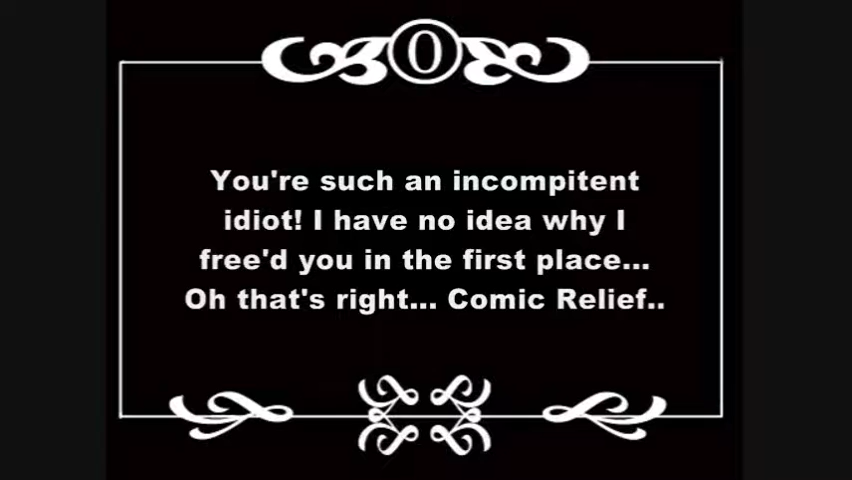 O
You're such an incompitent
idiot! I have no idea why I
free'd you in the first place...
Oh that's right... Comic Relief..